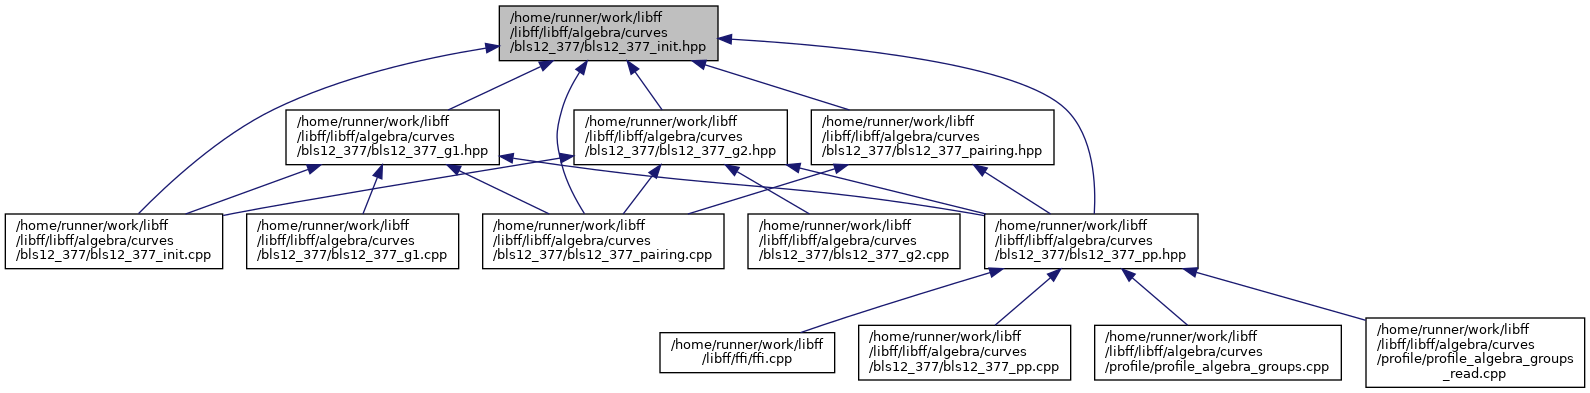 /home/runner/work/libff
/libff/libff/algebra/curves
/bls12_377/bls12_377_init.hpp
/home/runner/work/libff
/libff/libff/algebra/curves
/bls12_377/bls12_377_g1.hpp
/home/runner/work/libff
/libff/libff/algebra/curves
/bls12_377/bls12_377_g2.hpp
/home/runner/work/libff
/libff/libff/algebra/curves
/bls12_377/bls12_377_pairing.hpp
/home/runner/work/libff
/libff/libff/algebra/curves
/bls12_377/bls12_377_init.cpp
/home/runner/work/libff
/libff/libff/algebra/curves
/bls12_377/bls12_377_g1.cpp
/home/runner/work/libff
/libff/libff/algebra/curves
/bls12_377/bls12_377_pairing.cpp
/home/runner/work/libff
/libff/libff/algebra/curves
/bls12_377/bls12_377_g2.cpp
/home/runner/work/libff
/libff/libff/algebra/curves
/bls12_377/bls12_377_pp.hpp
/home/runner/work/libff
/libff/ffi/ffi.cpp
/home/runner/work/libff
/libff/libff/algebra/curves
/bls12_377/bls12_377_pp.cpp
/home/runner/work/libff
/libff/libff/algebra/curves
/profile/profile_algebra_groups.cpp
/home/runner/work/libff
/libff/libff/algebra/curves
/profile/profile_algebra_groups
_read.cpp